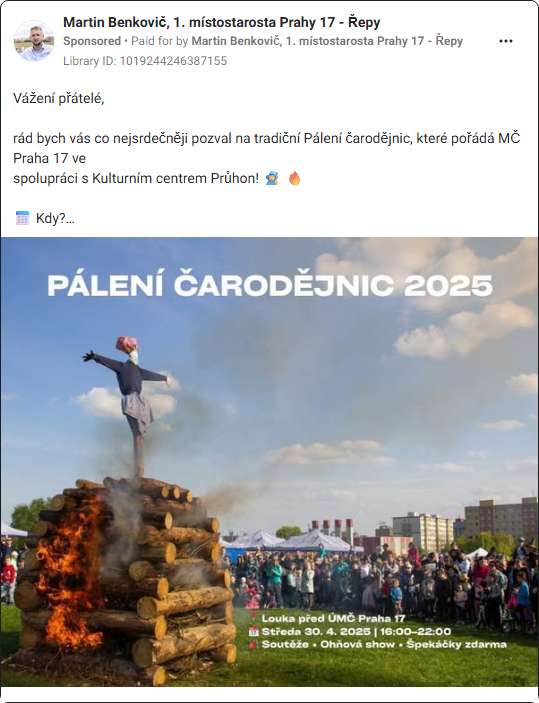 Martin Benkovič, 1. místostarosta Prahy 17 - Řepy
Sponsored • Paid for by Martin Benkovič, 1. místostarosta Prahy 17 - Řepy
Library ID: 1019244246387155
Vážení přátelé,
rád bych vás co nejsrdečněji pozval na tradiční Pálení čarodějnic, které pořádá MČ
Praha 17 ve
spolupráci s Kulturním centrem Průhon! 🧙 🔥
📅 Kdy?...
PÁLENÍ ČARODĚJNIC 2025
Louka před ÚMČ Praha 17
Středa 30. 4. 2025 | 16:00–22:00
Soutěže • Ohňová show • Špekáčky zdarma